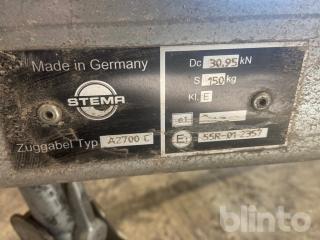 Made in Germany
STEMA
Zuggabel Typ A2700 C
Dc 30,95 kN
S 150 kg
Kl. E
e1
E1 55R-01 2357
blinto